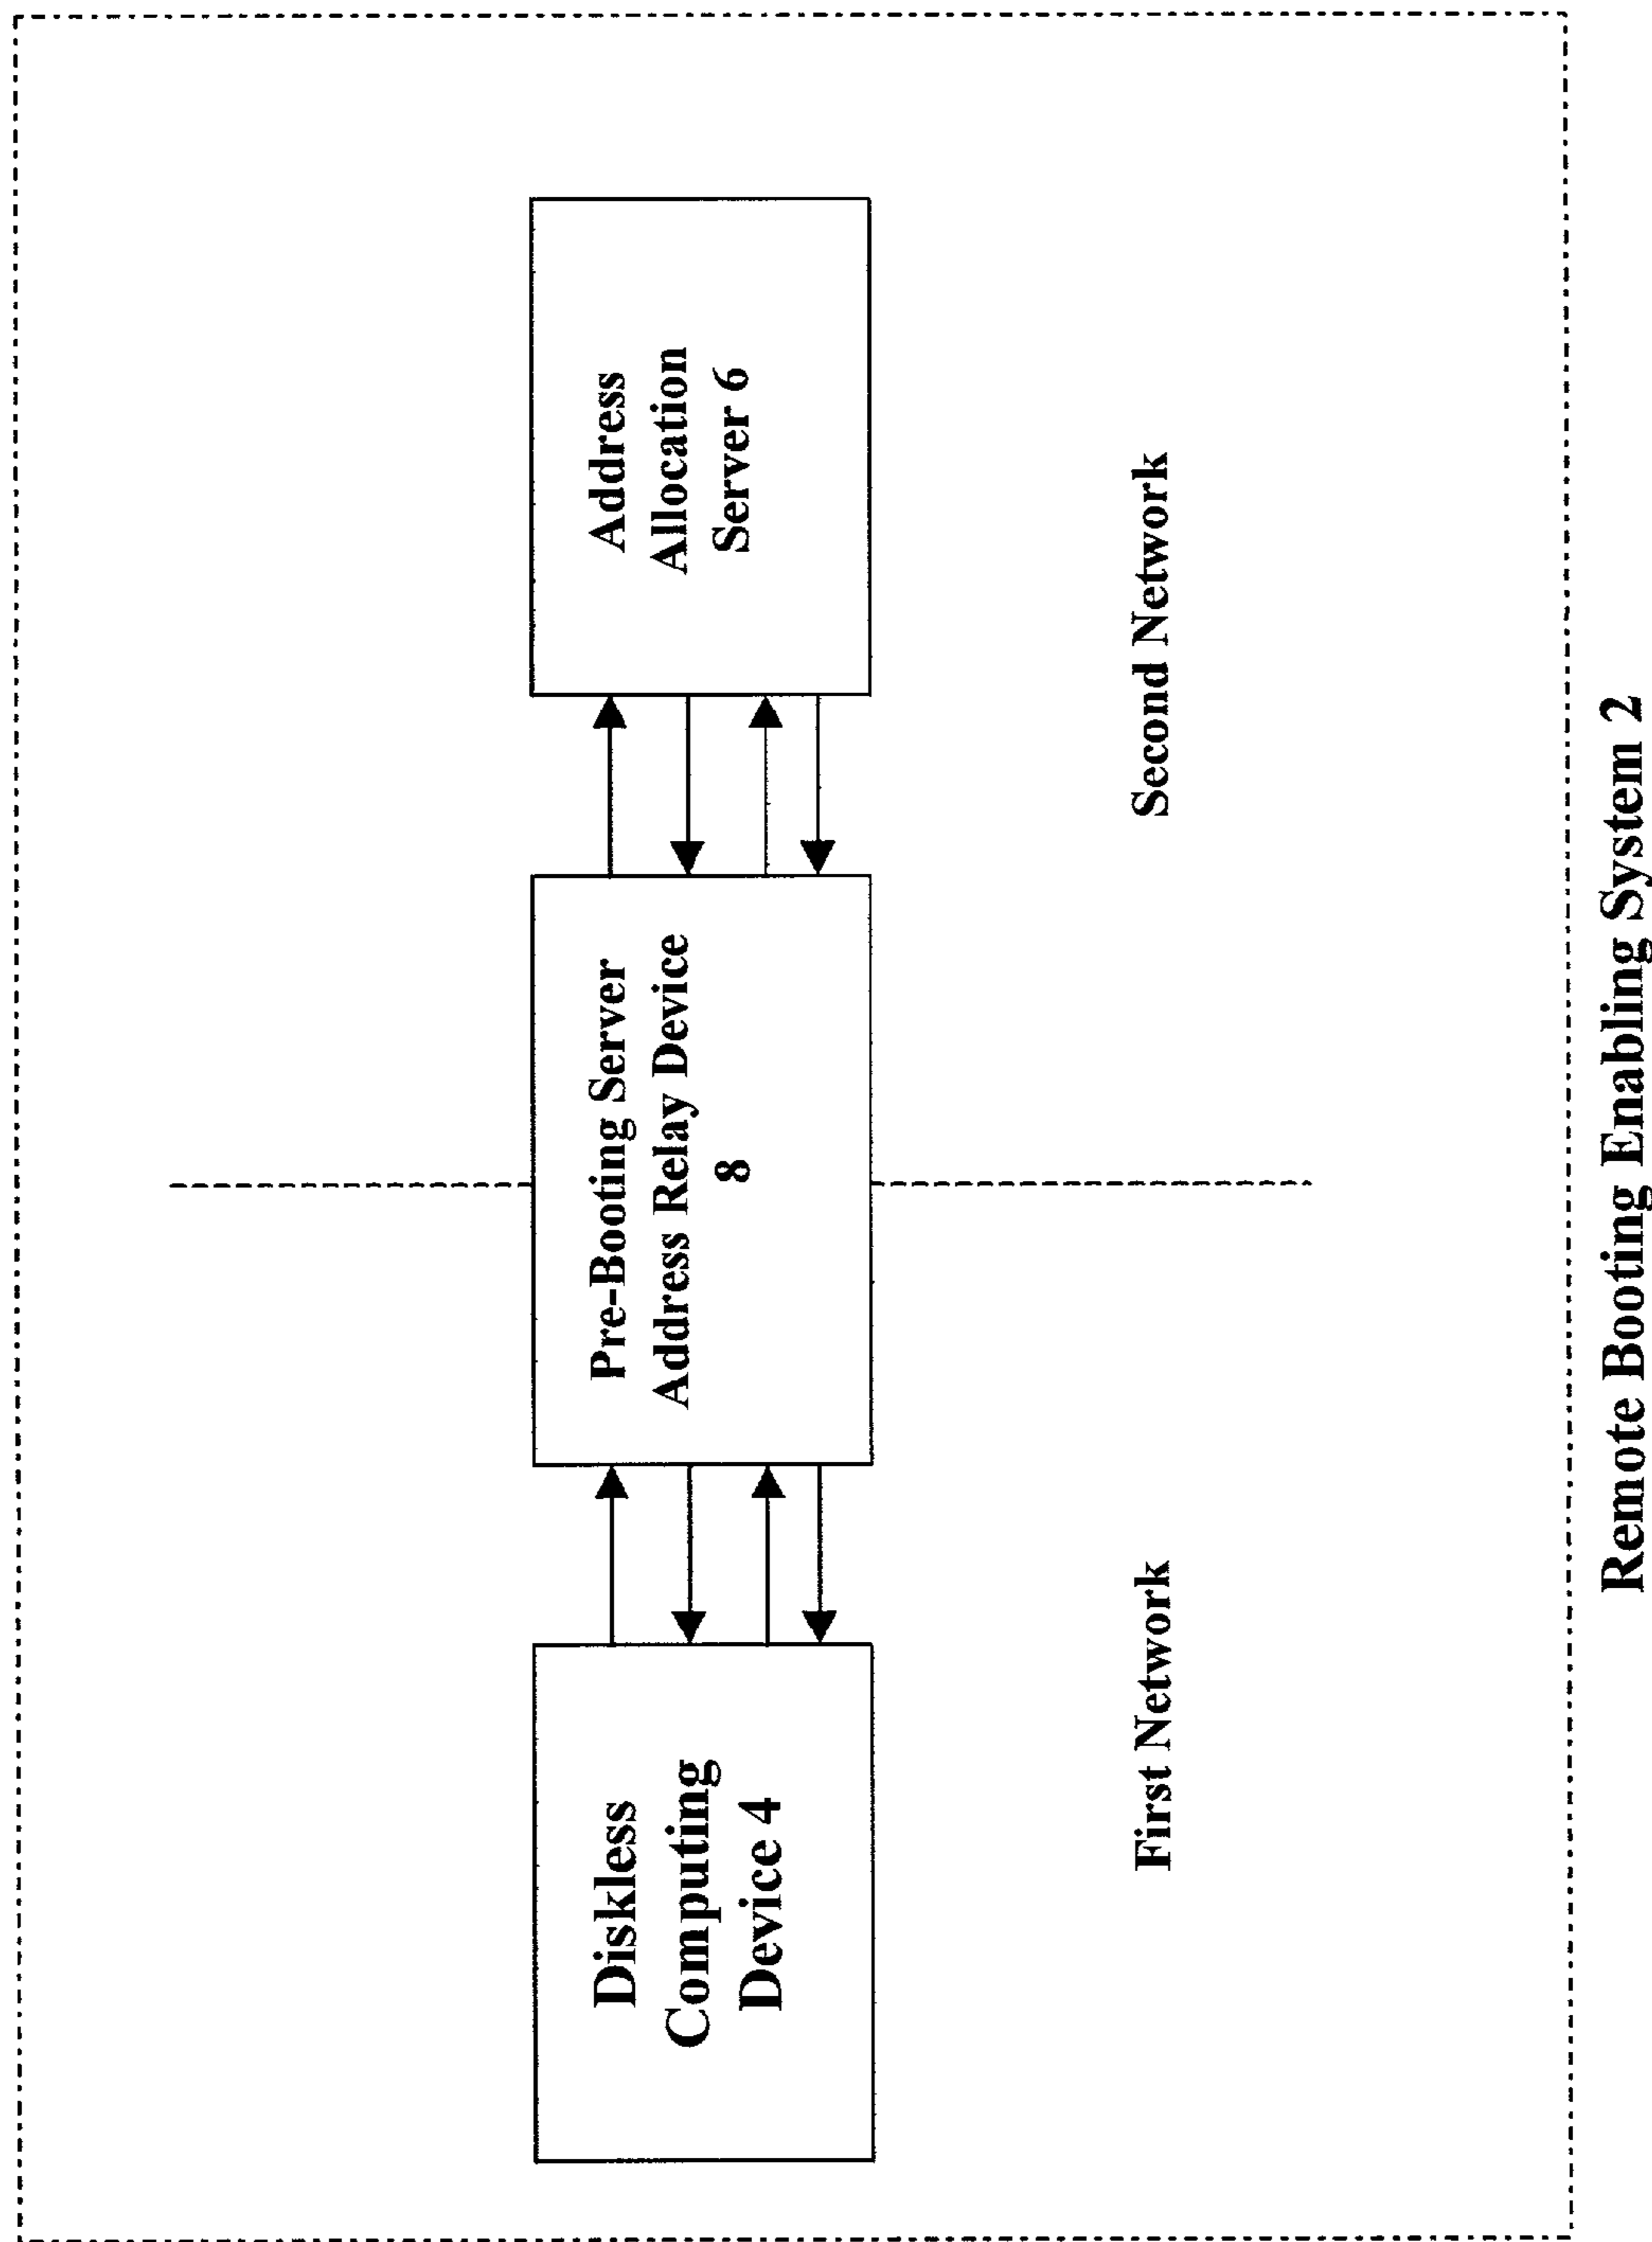 Diskless
Computing
Device 4
Pre-Booting Server
Address Relay Device
8
Address
Allocation
Server 6
First Network
Second Network
Remote Booting Enabling System 2